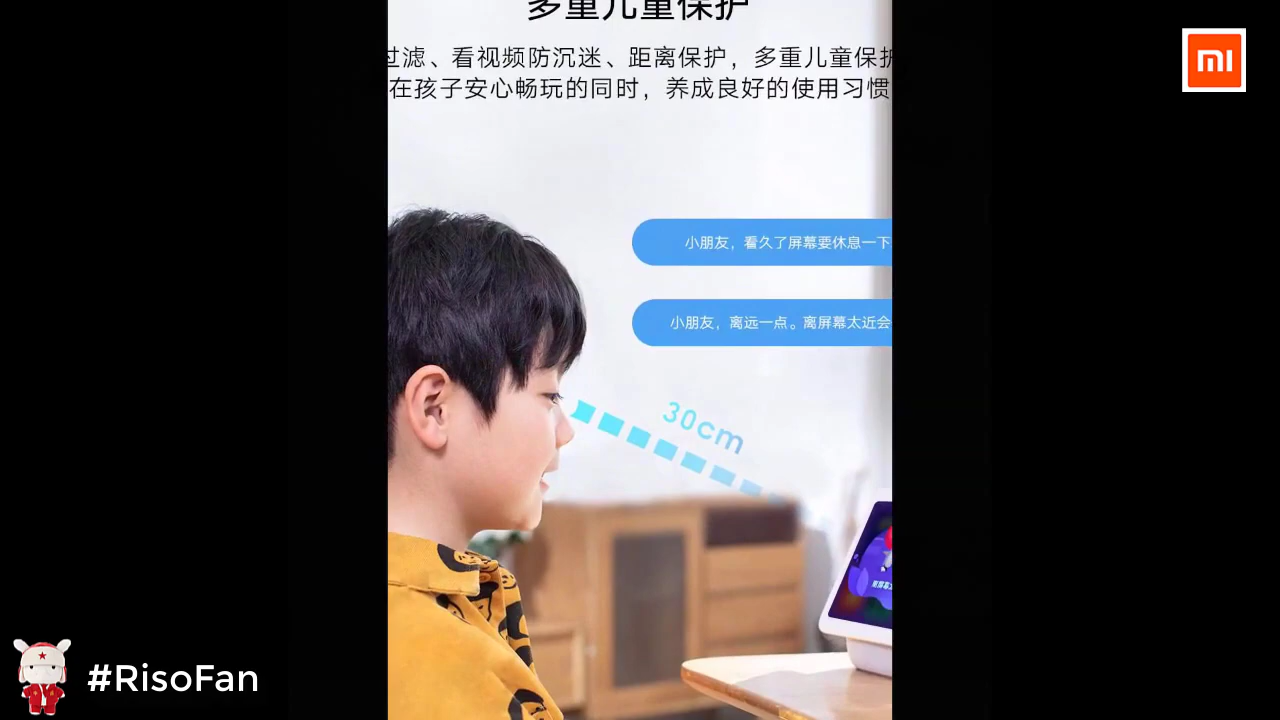 多重儿童保护
过滤、看视频防沉迷、距离保护，多重儿童保护
在孩子安心畅玩的同时，养成良好的使用习惯
mi
小朋友，看久了屏幕要休息一下
小朋友，离远一点。离屏幕太近会
30cm
#RisoFan